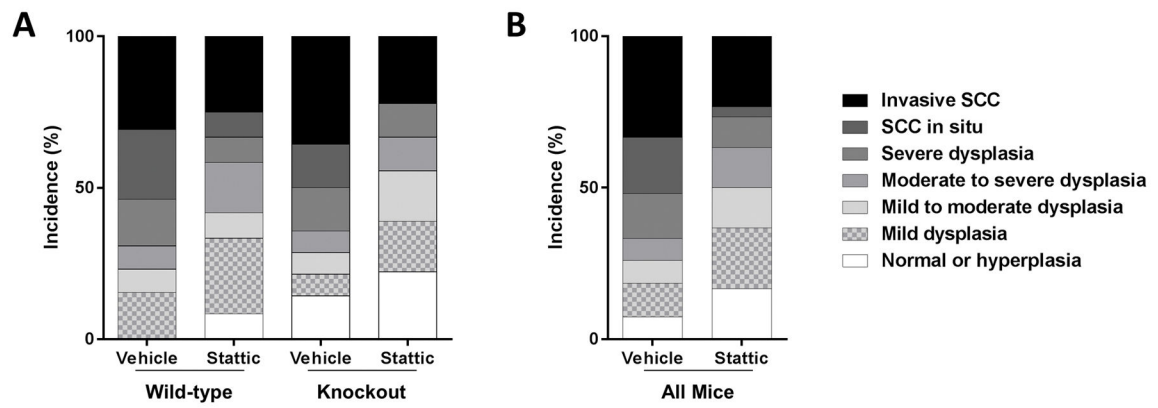 A
Incidence (%)
100
50
0
Vehicle Stattic Vehicle Stattic
Wild-type Knockout
B
Incidence (%)
100
50
0
Vehicle Stattic
All Mice
Invasive SCC
SCC in situ
Severe dysplasia
Moderate to severe dysplasia
Mild to moderate dysplasia
Mild dysplasia
Normal or hyperplasia